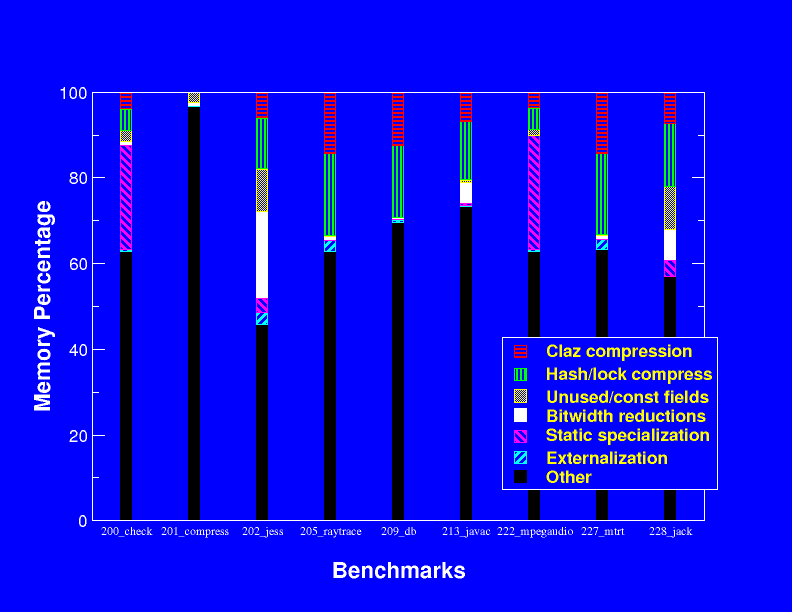 100
80
60
40
20
0
Memory Percentage
Claz compression
Hash/lock compress
Unused/const fields
Bitwidth reductions
Static specialization
Externalization
Other
200_check 201_compress 202_jess 205_raytrace 209_db 213_javac 222_mpegaudio 227_mtrt 228_jack
Benchmarks